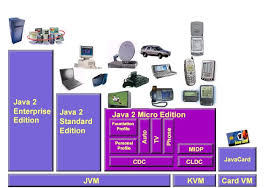 Java 2
Enterprise
Edition
Java 2
Standard
Edition
Java 2 Micro Edition
Foundation
Profile
Personal
Profile
Auto
TV
Phone
MIDP
CDC
CLDC
JavaCard
JVM
KVM
Card VM